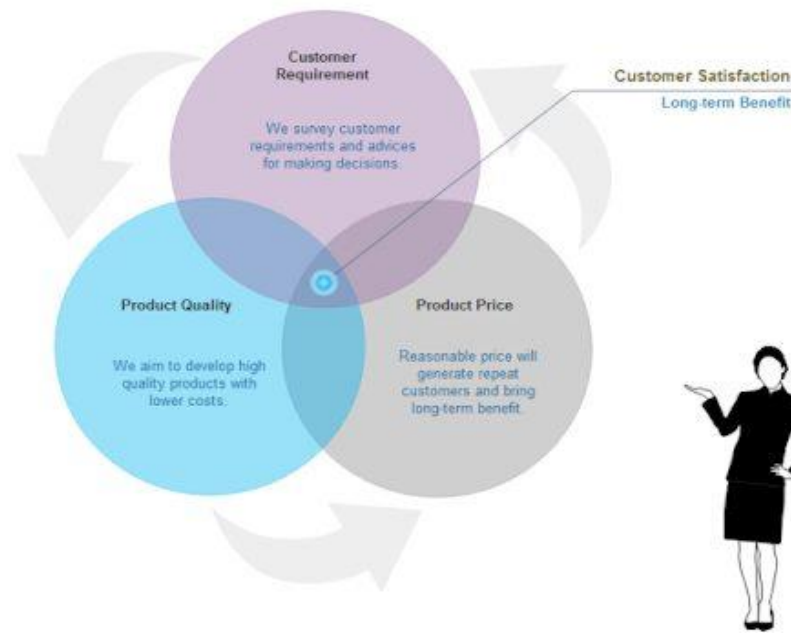 Customer
Requirement
We survey customer
requirements and advices
for making decisions.
Customer Satisfaction
Long-term Benefit
Product Quality
We aim to develop high
quality products with
lower costs.
Product Price
Reasonable price will
generate repeat
customers and bring
long-term benefit.